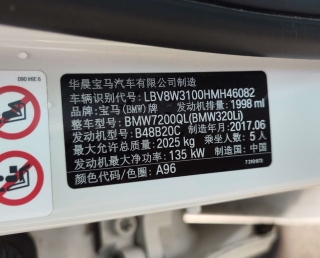 华晨宝马汽车有限公司制造
车辆识别代号:LBV8W3100HMH46082
品牌:宝马(BMW)牌 发动机排量:1998 ml
整车型号:BMW7200QL(BMW320Li)
发动机型号:B48B20C 制造年月:2017.06
最大允许总质量:2025 kg 乘坐人数:5 人
发动机最大净功率:135 kW 制造国:中国
颜色代码/色圈:A96